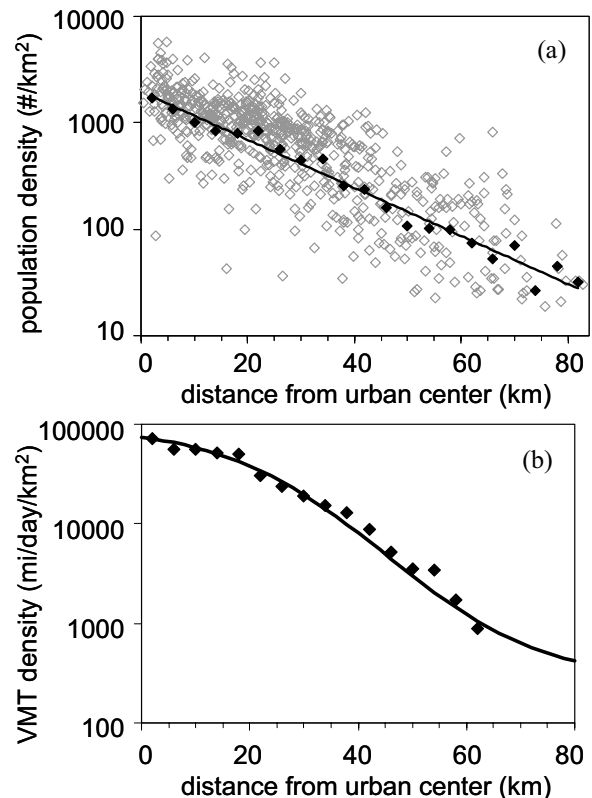 10000
(a)
1000
100
10
population density (#/km²)
0 20 40 60 80
distance from urban center (km)
100000
(b)
10000
1000
100
VMT density (mi/day/km²)
0 20 40 60 80
distance from urban center (km)